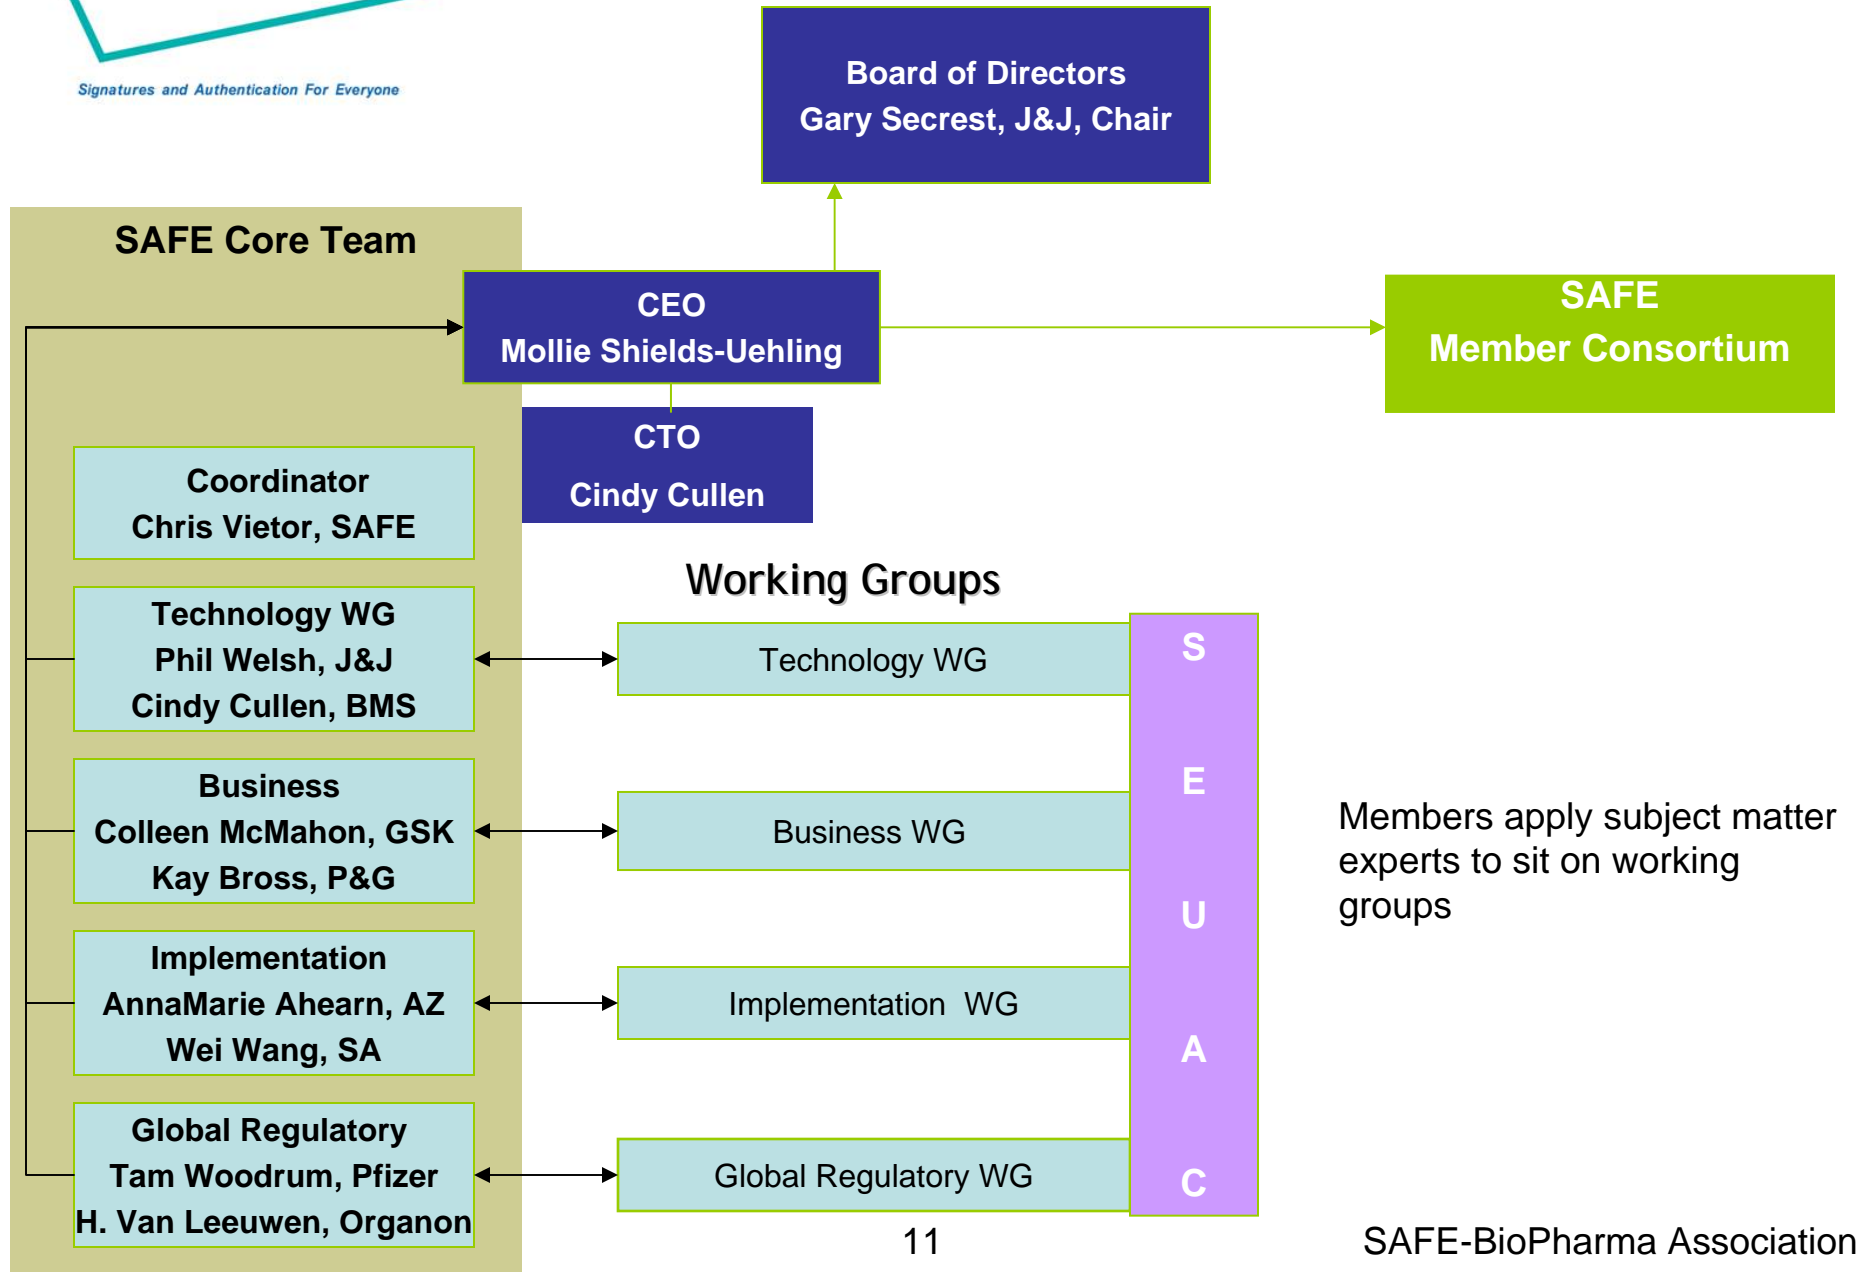 Signatures and Authentication For Everyone
Board of Directors
Gary Secrest, J&J, Chair
SAFE Core Team
CEO
Mollie Shields-Uehling
SAFE
Member Consortium
CTO
Cindy Cullen
Coordinator
Chris Vietor, SAFE
Working Groups
Technology WG
Phil Welsh, J&J
Cindy Cullen, BMS
Technology WG
Business
Colleen McMahon, GSK
Kay Bross, P&G
Business WG
Implementation
AnnaMarie Ahearn, AZ
Wei Wang, SA
Implementation  WG
Global Regulatory
Tam Woodrum, Pfizer
H. Van Leeuwen, Organon
Global Regulatory WG
S
E
U
A
C
Members apply subject matter
experts to sit on working
groups
11
SAFE-BioPharma Association